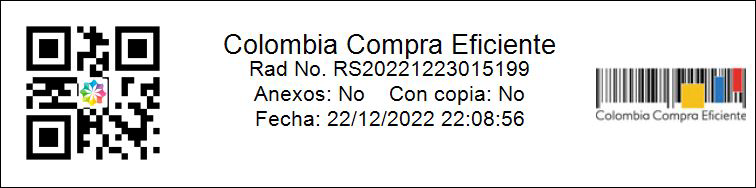 Colombia Compra Eficiente
Rad No. RS20221223015199
Anexos: No    Con copia: No
Fecha: 22/12/2022 22:08:56
Colombia Compra Eficiente